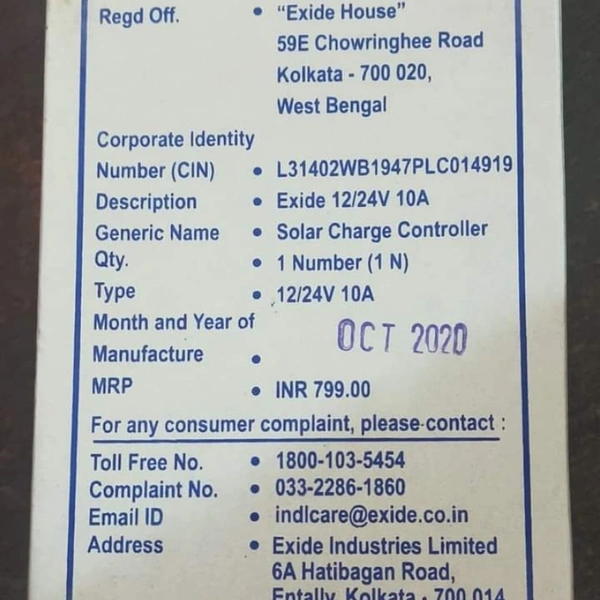 Regd Off. • "Exide House"
59E Chowringhee Road
Kolkata - 700 020,
West Bengal
Corporate Identity
Number (CIN) • L31402WB1947PLC014919
Description • Exide 12/24V 10A
Generic Name • Solar Charge Controller
Qty. • 1 Number (1 N)
Type • 12/24V 10A
Month and Year of
OCT 2020
Manufacture •
MRP • INR 799.00
For any consumer complaint, please contact :
Toll Free No. • 1800-103-5454
Complaint No. • 033-2286-1860
Email ID • indlcare@exide.co.in
Address • Exide Industries Limited
6A Hatibagan Road,
Entally, Kolkata - 700 014